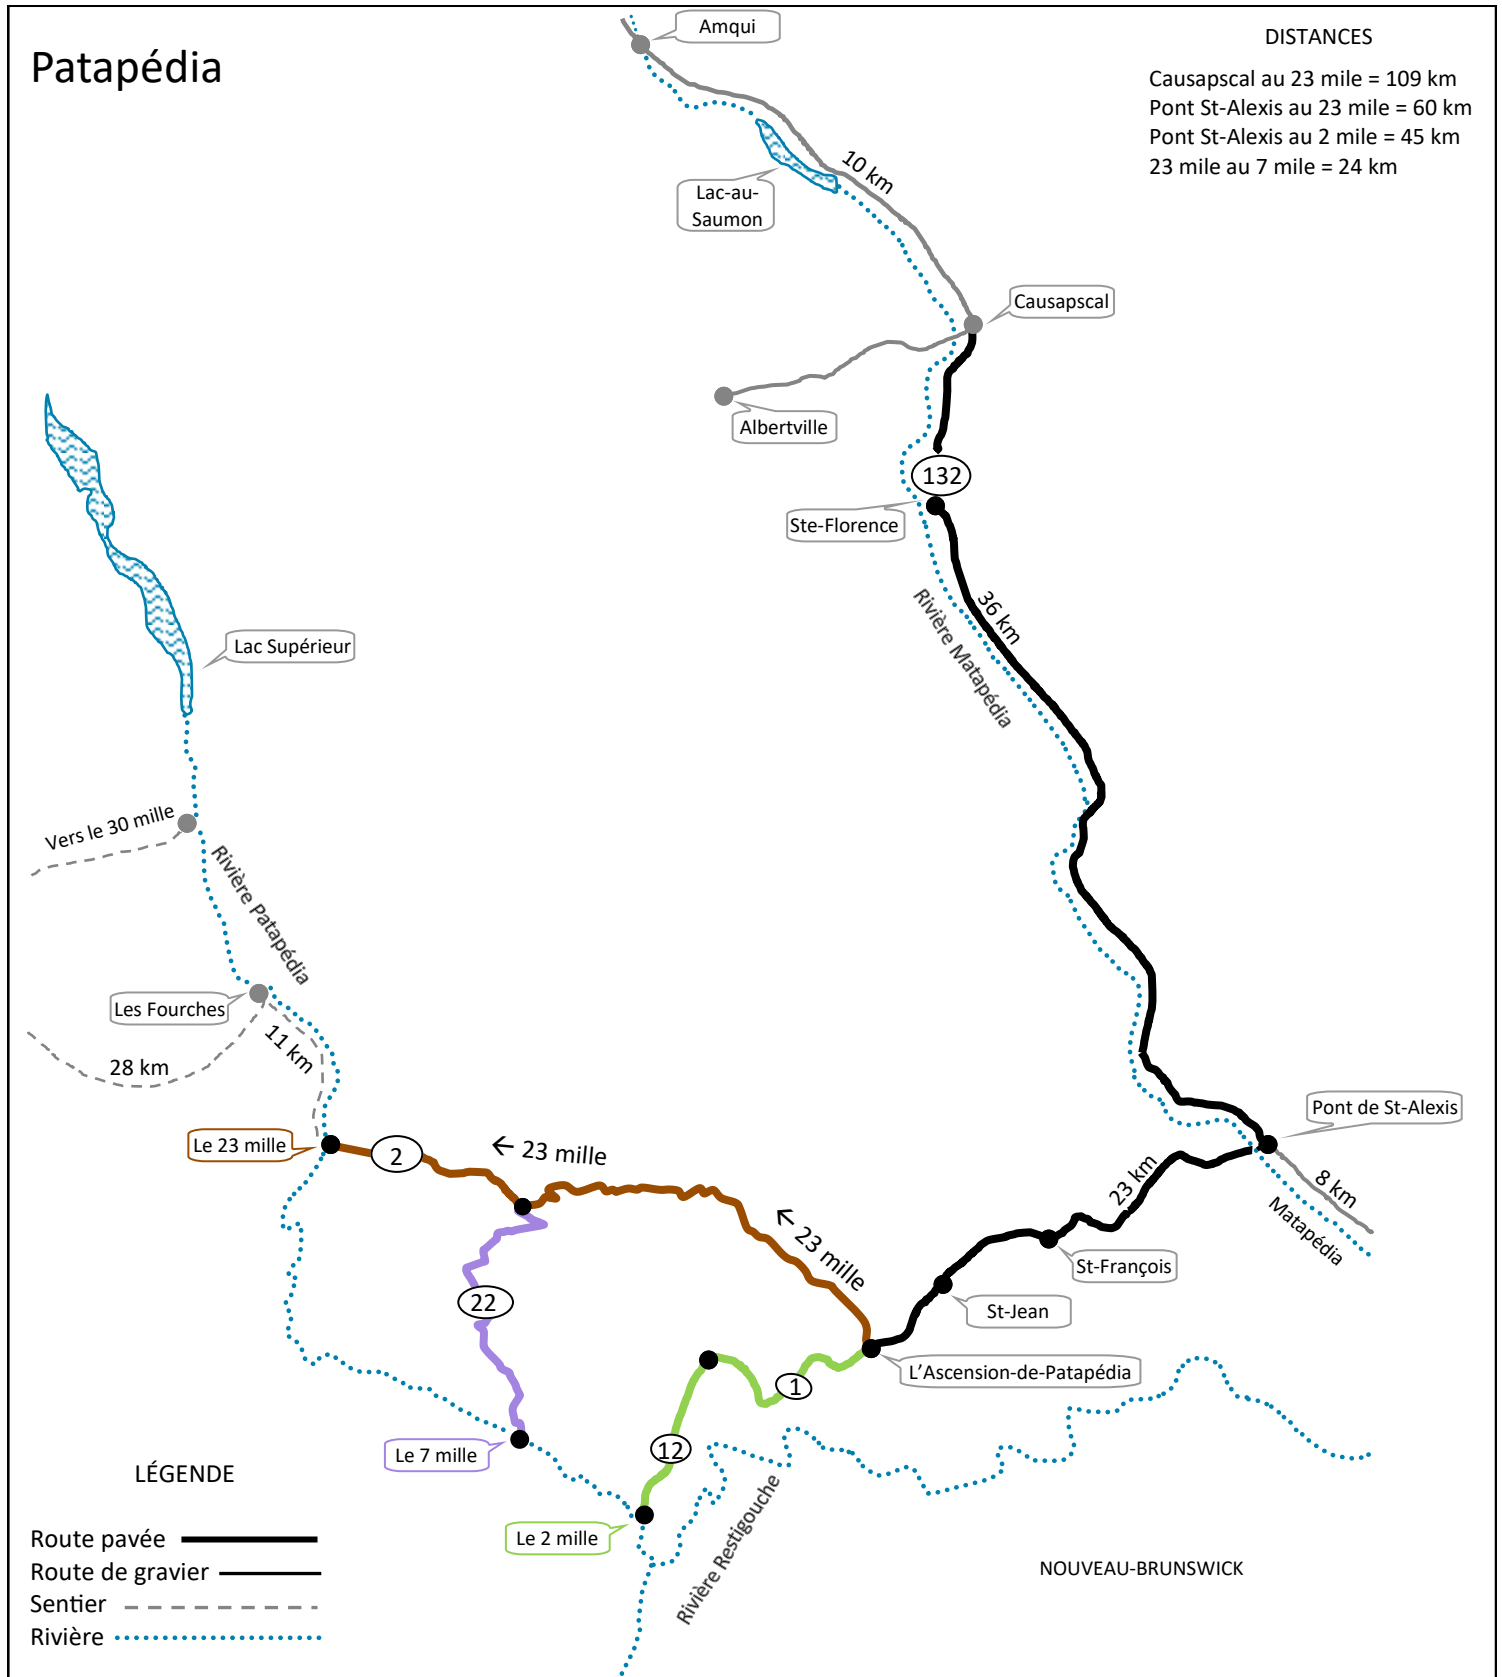 Patapédia
Amqui
DISTANCES
Causapscal au 23 mile = 109 km
Pont St-Alexis au 23 mile = 60 km
Pont St-Alexis au 2 mile = 45 km
23 mile au 7 mile = 24 km
10 km
Lac-au-
Saumon
Causapscal
Albertville
132
Ste-Florence
36 km
Rivière Matapédia
Lac Supérieur
Vers le 30 mille
Rivière Patapédia
Les Fourches
11 km
28 km
Pont de St-Alexis
Le 23 mille
2
← 23 mille
23 km
8 km
Matapédia
← 23 mille
St-François
22
St-Jean
L'Ascension-de-Patapédia
1
Le 7 mille
12
LÉGENDE
Le 2 mille
Rivière Restigouche
NOUVEAU-BRUNSWICK
Route pavée
Route de gravier
Sentier
Rivière